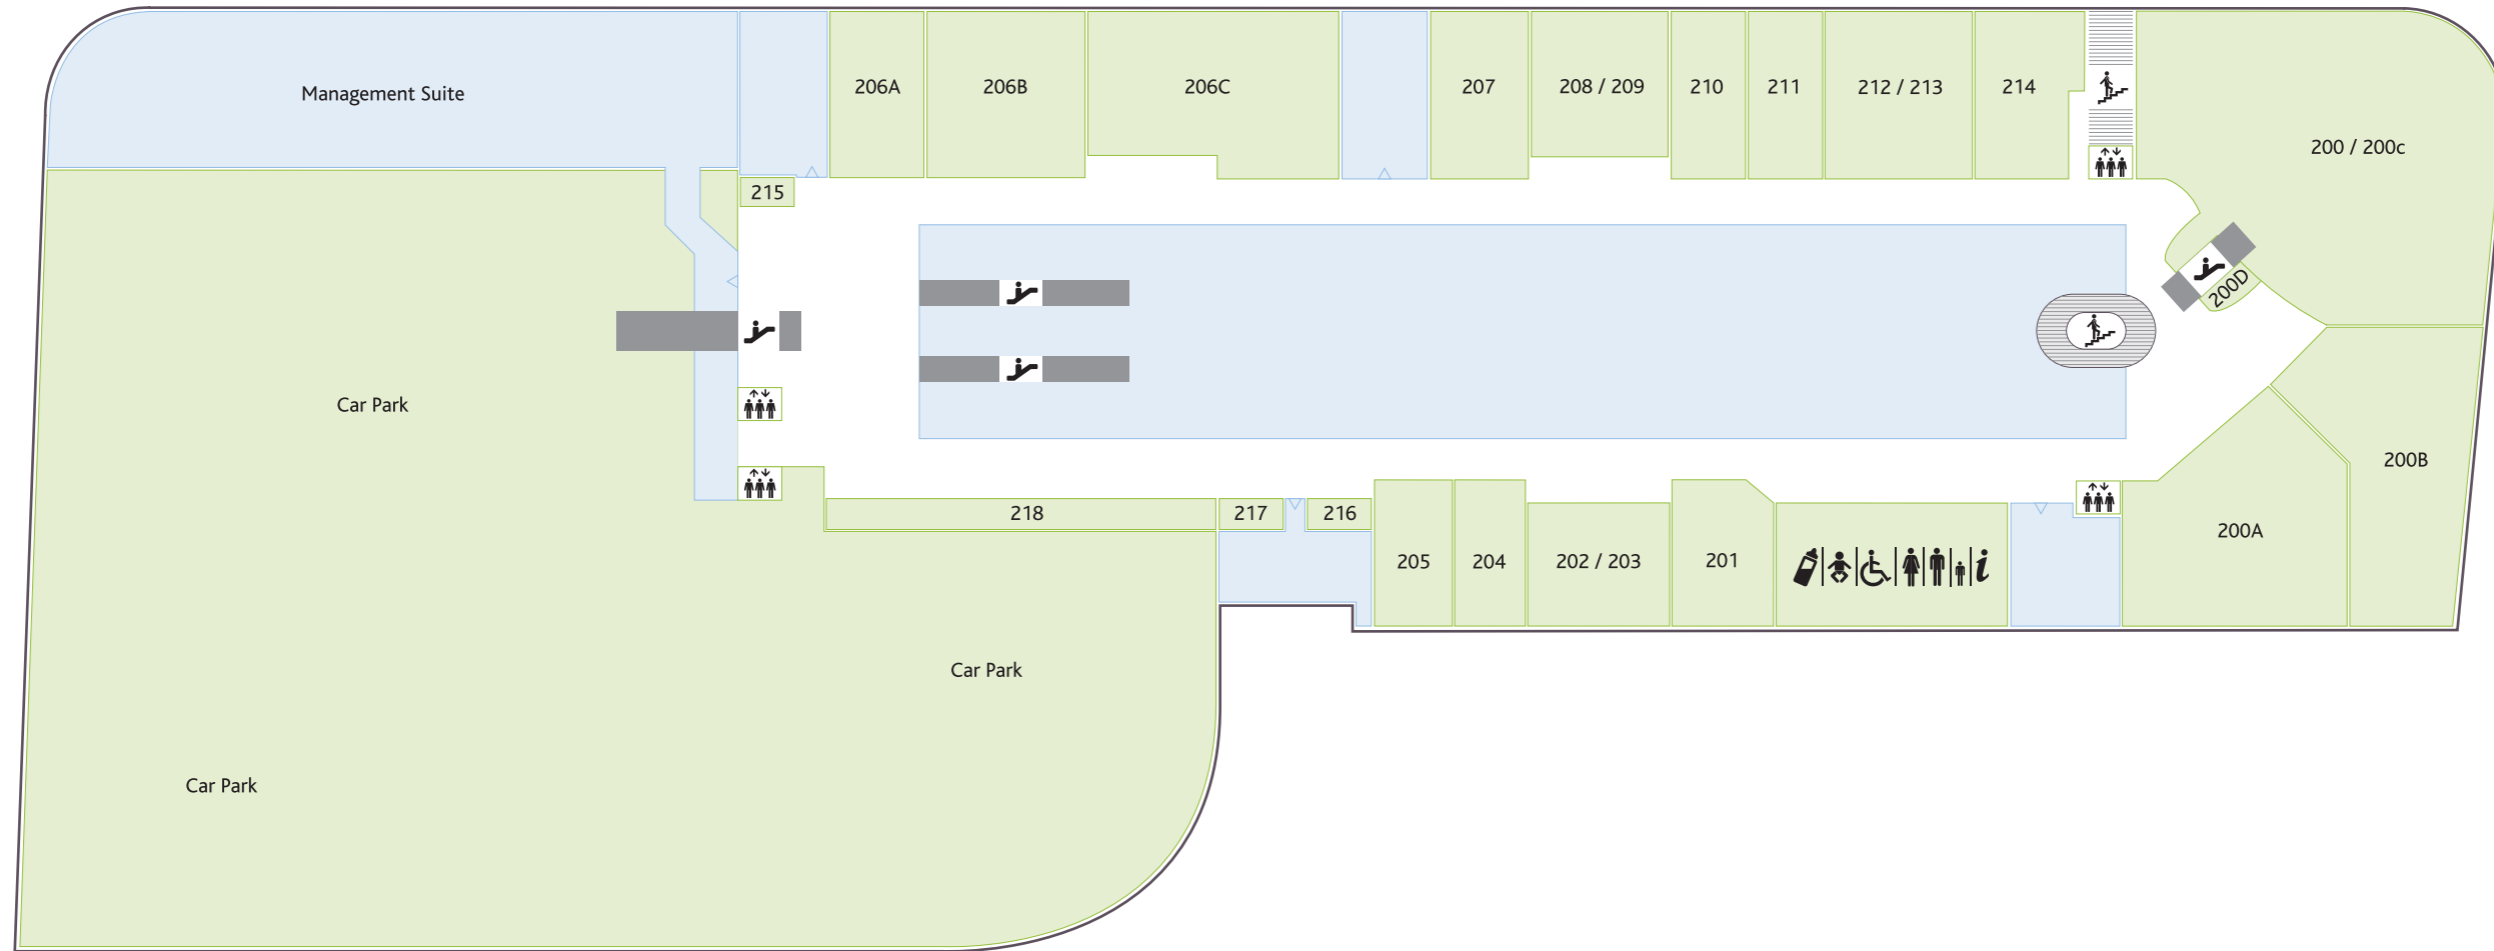 Management Suite
206A
206B
206C
207
208 / 209
210
211
212 / 213
214
200 / 200c
215
200D
Car Park
200B
218
217
216
205
204
202 / 203
201
i
200A
Car Park
Car Park